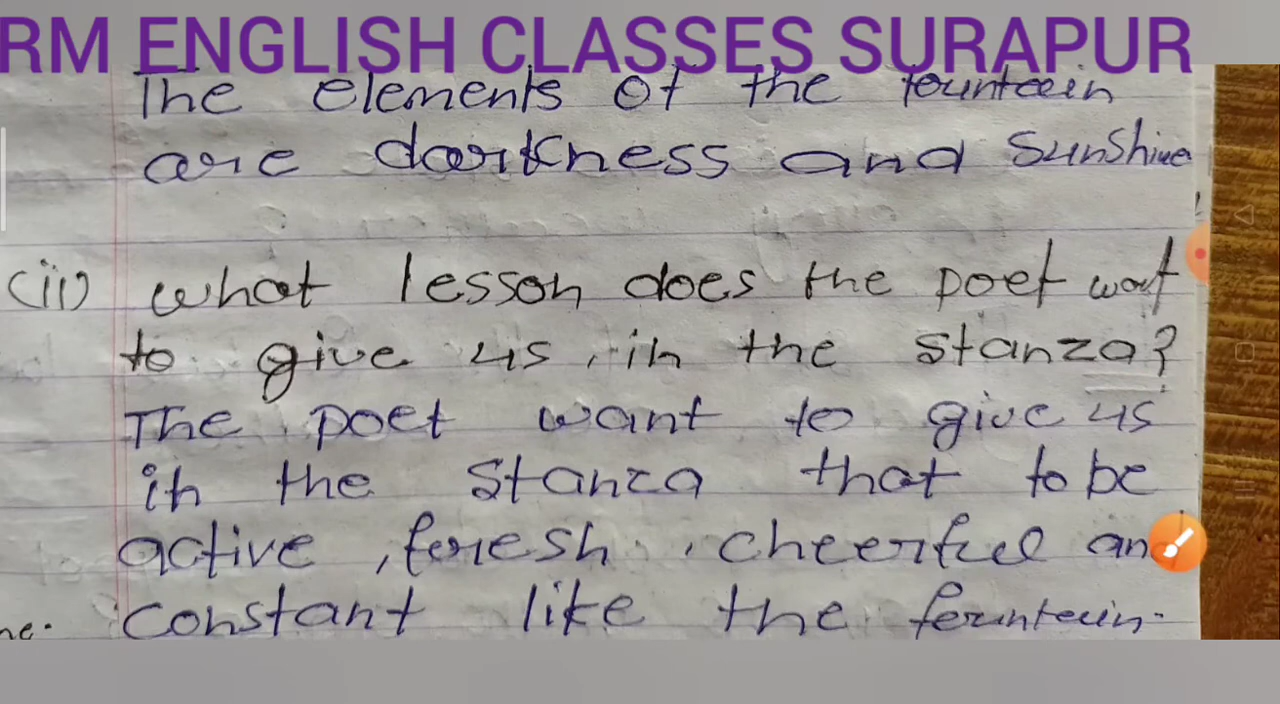 RM ENGLISH CLASSES SURAPUR
The elements of the fountain
are darkness and Sunshine
(ii) what lesson does the poet want
to give us, in the stanza?
The poet want to give us
in the stanza that to be
active, fresh, cheerful an
constant like the fountain.
ne.